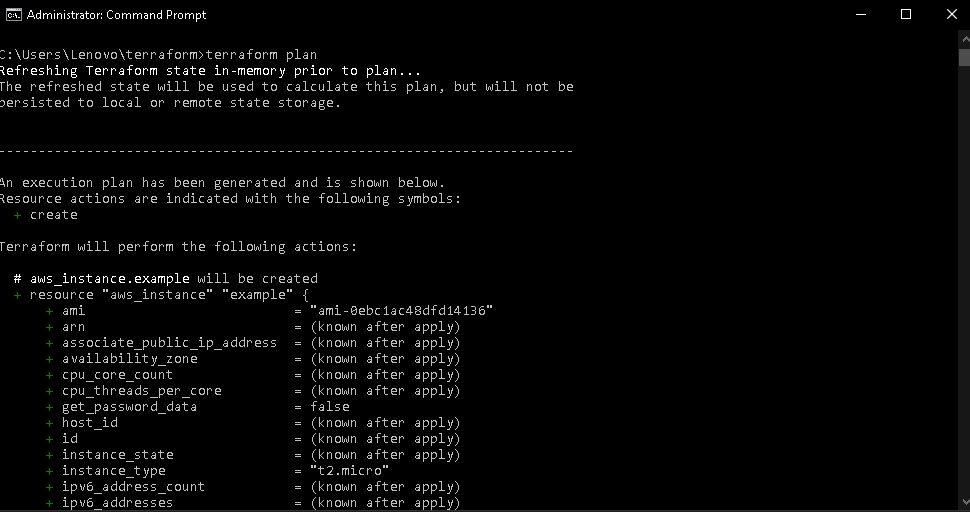 Administrator: Command Prompt
C:\Users\Lenovo\terraform>terraform plan
Refreshing Terraform state in-memory prior to plan...
The refreshed state will be used to calculate this plan, but will not be
persisted to local or remote state storage.
------------------------------------------------------------------------
An execution plan has been generated and is shown below.
Resource actions are indicated with the following symbols:
  + create
Terraform will perform the following actions:
  # aws_instance.example will be created
  + resource "aws_instance" "example" {
      + ami                          = "ami-0ebc1ac48dfd14136"
      + arn                          = (known after apply)
      + associate_public_ip_address  = (known after apply)
      + availability_zone            = (known after apply)
      + cpu_core_count               = (known after apply)
      + cpu_threads_per_core         = (known after apply)
      + get_password_data            = false
      + host_id                      = (known after apply)
      + id                           = (known after apply)
      + instance_state               = (known after apply)
      + instance_type                = "t2.micro"
      + ipv6_address_count           = (known after apply)
      + ipv6_addresses               = (known after apply)